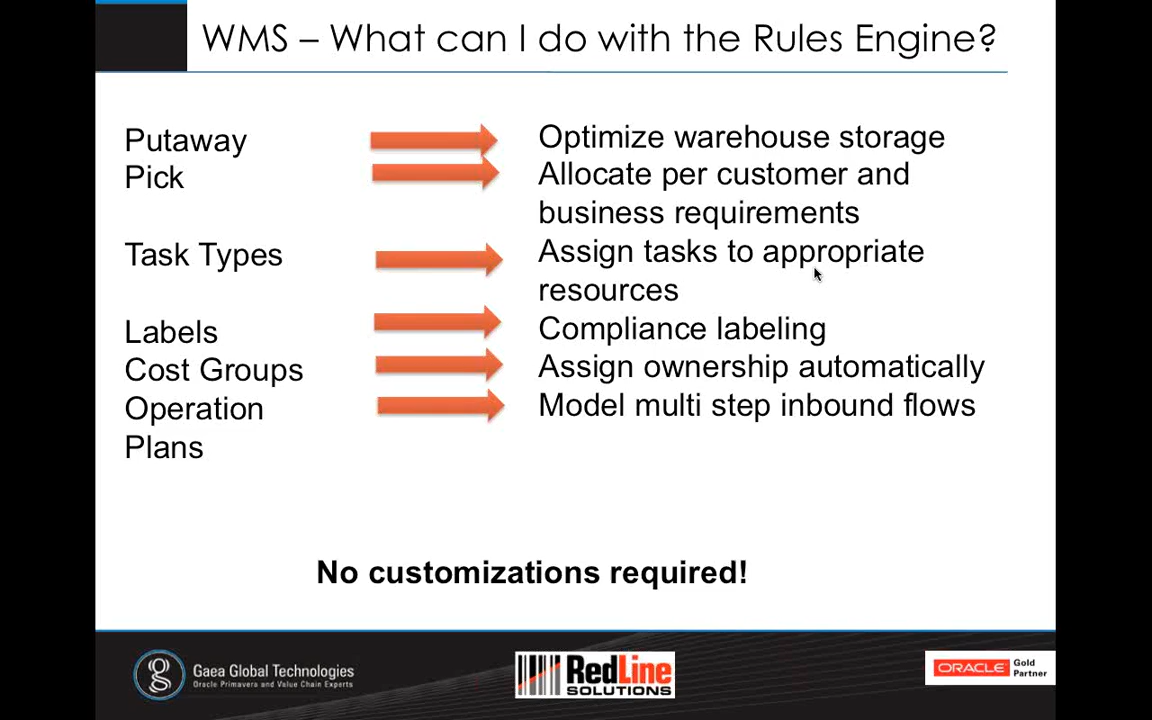 WMS – What can I do with the Rules Engine?
Putaway
Optimize warehouse storage
Pick
Allocate per customer and
business requirements
Task Types
Assign tasks to appropriate
resources
Labels
Compliance labeling
Cost Groups
Assign ownership automatically
Operation
Plans
Model multi step inbound flows
No customizations required!
Gaea Global Technologies
Oracle Primavera and Value Chain Experts
RedLine
SOLUTIONS
ORACLE
Gold
Partner